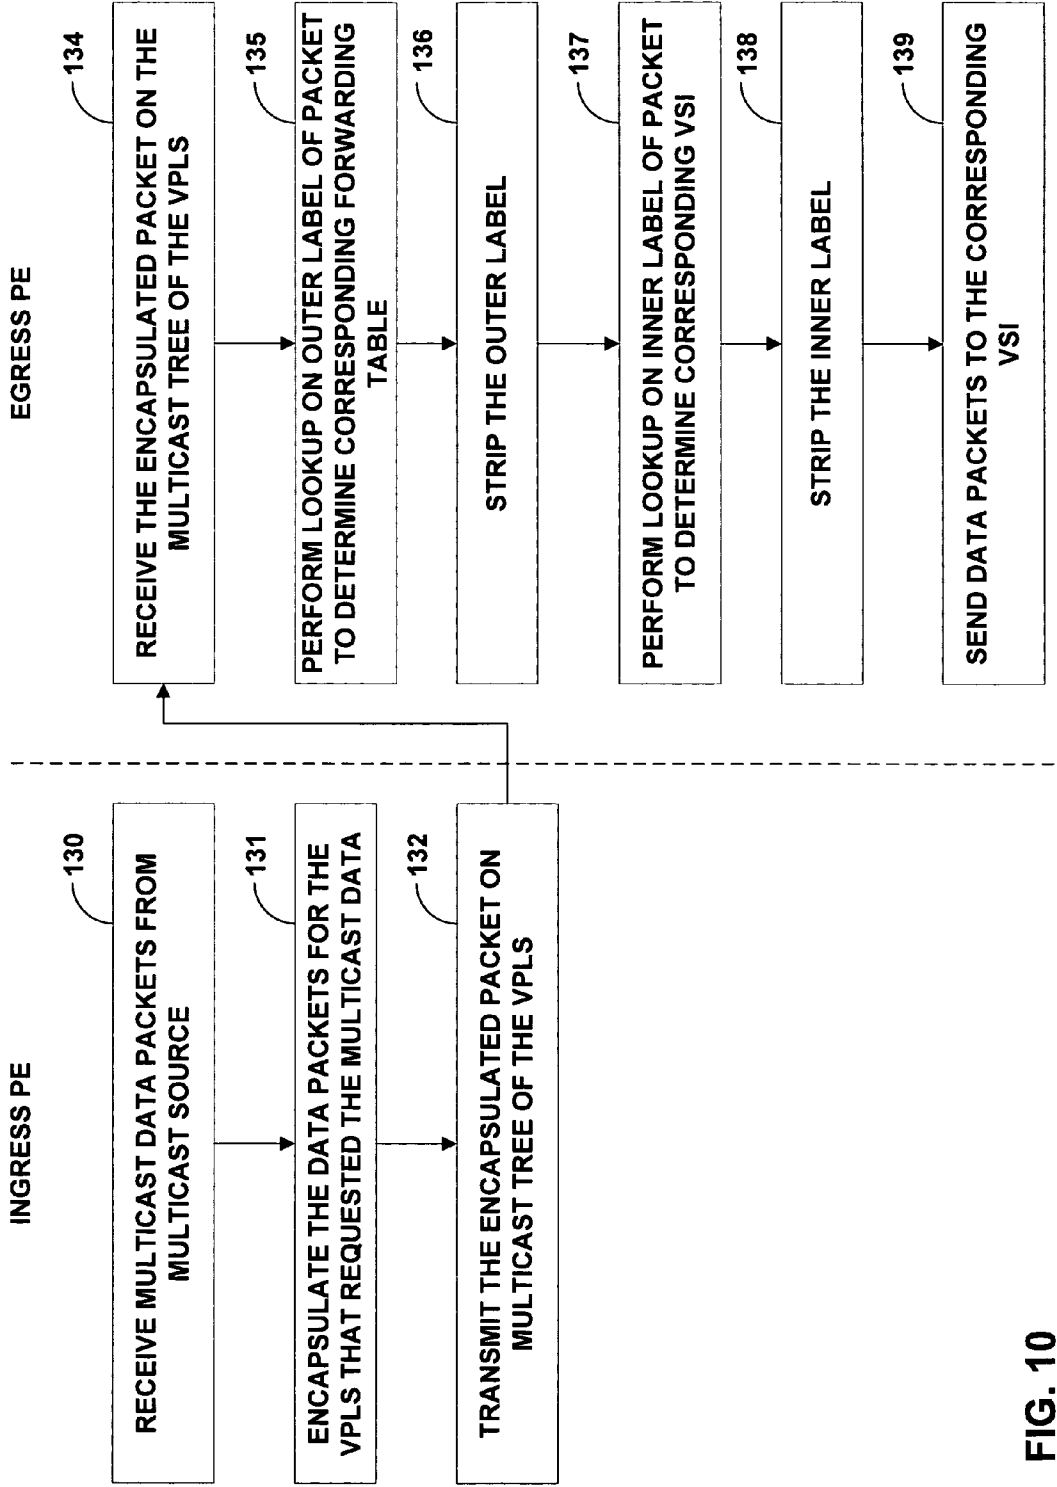 INGRESS PE
130
RECEIVE MULTICAST DATA PACKETS FROM
MULTICAST SOURCE
131
ENCAPSULATE THE DATA PACKETS FOR THE
VPLS THAT REQUESTED THE MULTICAST DATA
132
TRANSMIT THE ENCAPSULATED PACKET ON
MULTICAST TREE OF THE VPLS
EGRESS PE
134
RECEIVE THE ENCAPSULATED PACKET ON THE
MULTICAST TREE OF THE VPLS
135
PERFORM LOOKUP ON OUTER LABEL OF PACKET
TO DETERMINE CORRESPONDING FORWARDING
TABLE
136
STRIP THE OUTER LABEL
137
PERFORM LOOKUP ON INNER LABEL OF PACKET
TO DETERMINE CORRESPONDING VSI
138
STRIP THE INNER LABEL
139
SEND DATA PACKETS TO THE CORRESPONDING
VSI
FIG. 10